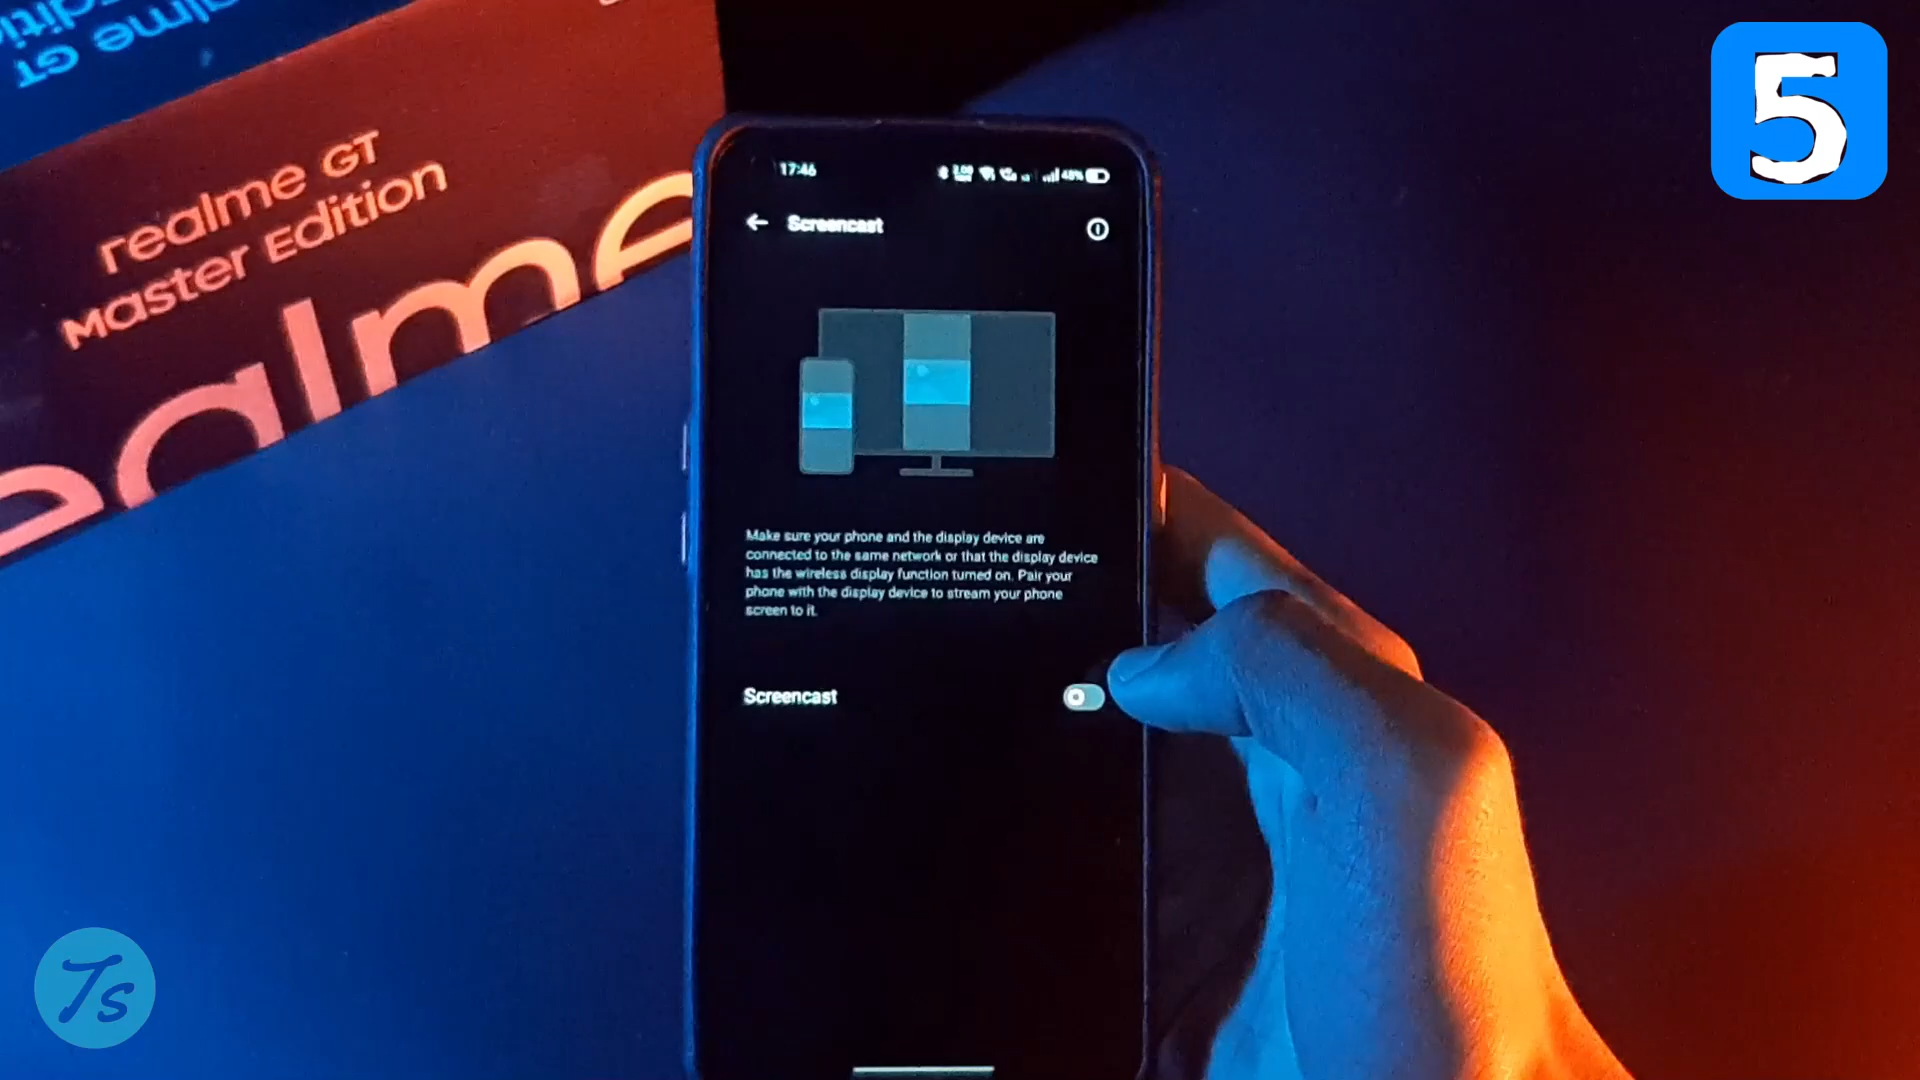 5
realme GT
Master Edition
realme
17:46
48%
Screencast
Make sure your phone and the display device are
connected to the same network or that the display device
has the wireless display function turned on. Pair your
phone with the display device to stream your phone
screen to it.
Screencast
Ts